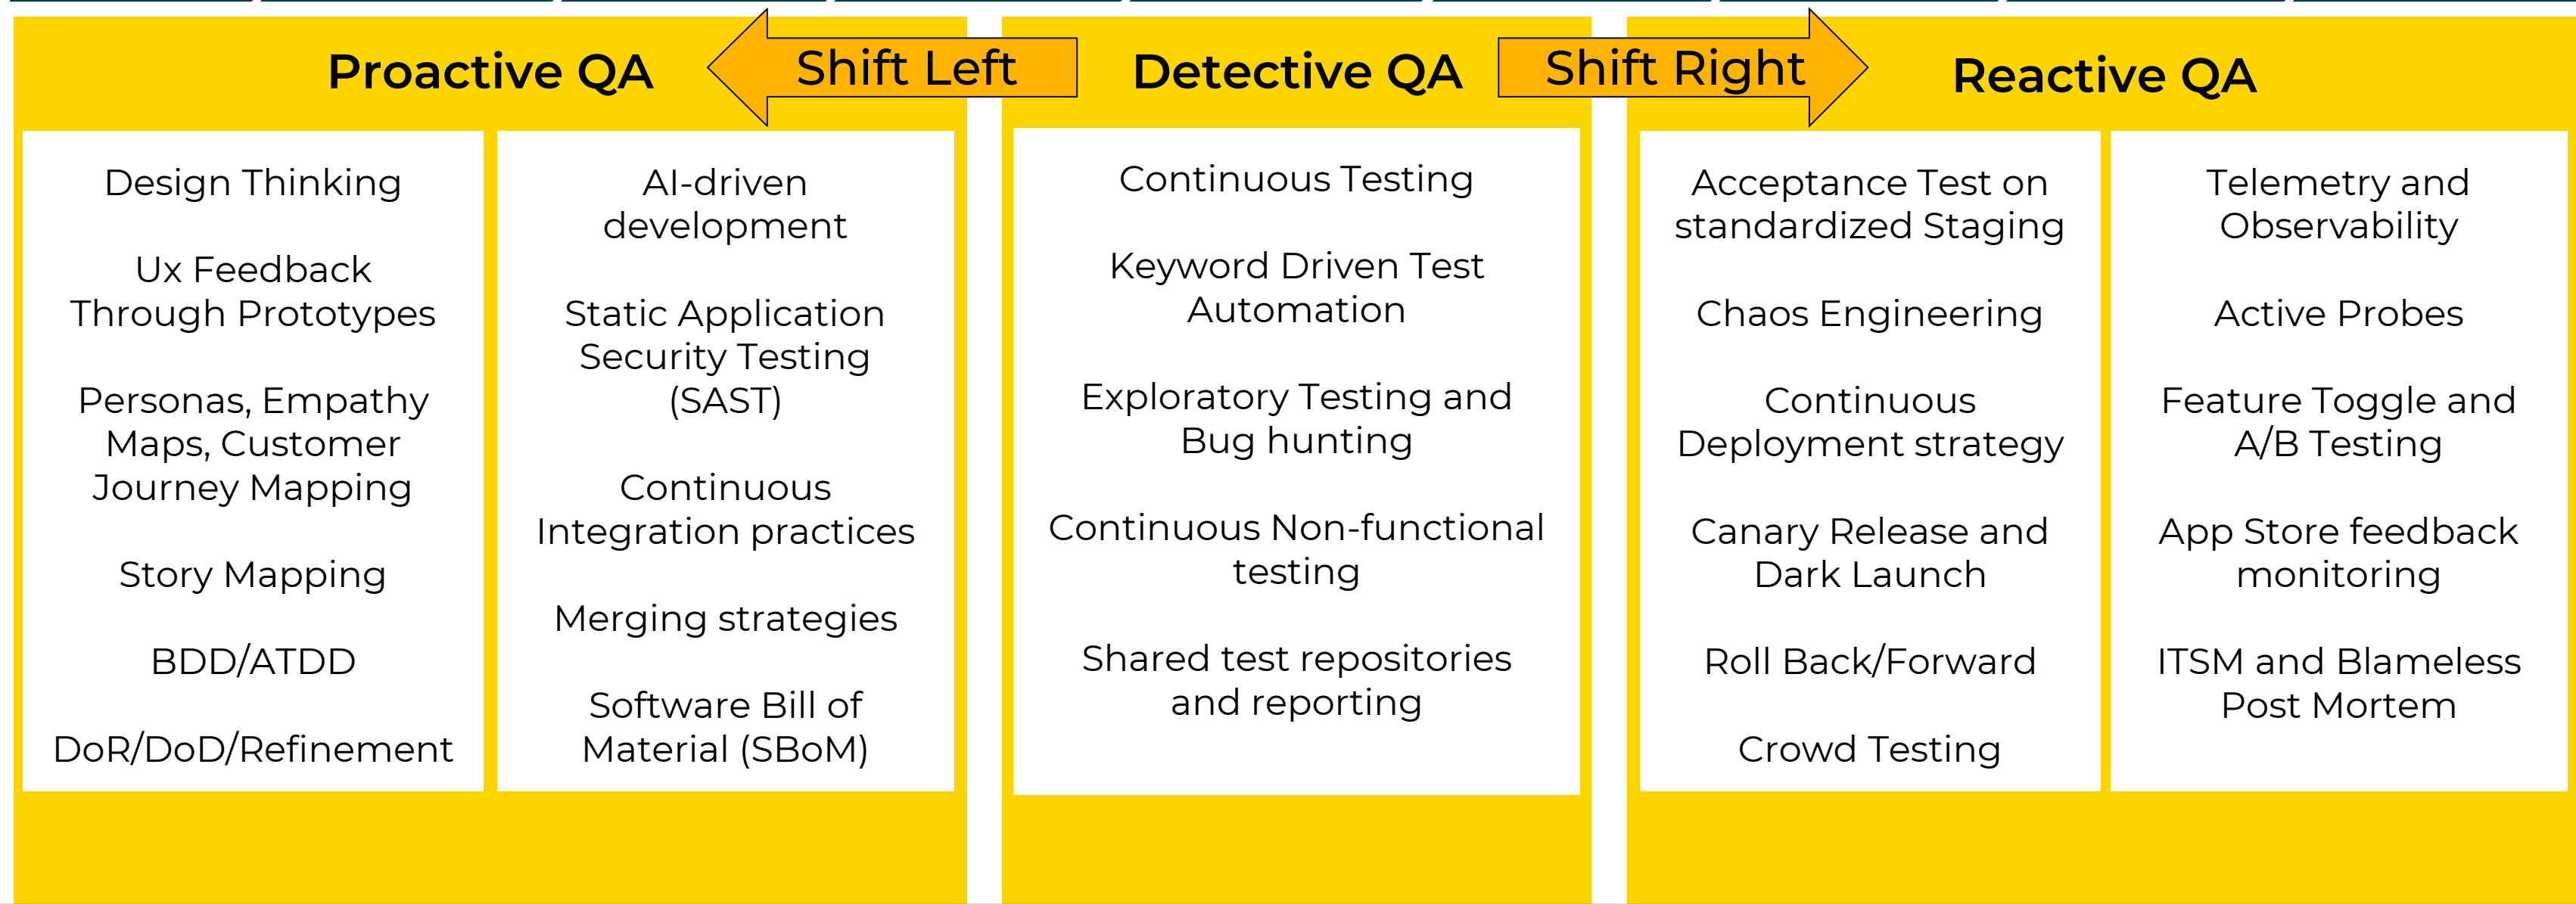 Proactive QA
Shift Left
Detective QA
Shift Right
Reactive QA
Design Thinking
Ux Feedback
Through Prototypes
Personas, Empathy
Maps, Customer
Journey Mapping
Story Mapping
BDD/ATDD
DoR/DoD/Refinement
AI-driven
development
Static Application
Security Testing
(SAST)
Continuous
Integration practices
Merging strategies
Software Bill of
Material (SBoM)
Continuous Testing
Keyword Driven Test
Automation
Exploratory Testing and
Bug hunting
Continuous Non-functional
testing
Shared test repositories
and reporting
Acceptance Test on
standardized Staging
Chaos Engineering
Continuous
Deployment strategy
Canary Release and
Dark Launch
Roll Back/Forward
Crowd Testing
Telemetry and
Observability
Active Probes
Feature Toggle and
A/B Testing
App Store feedback
monitoring
ITSM and Blameless
Post Mortem